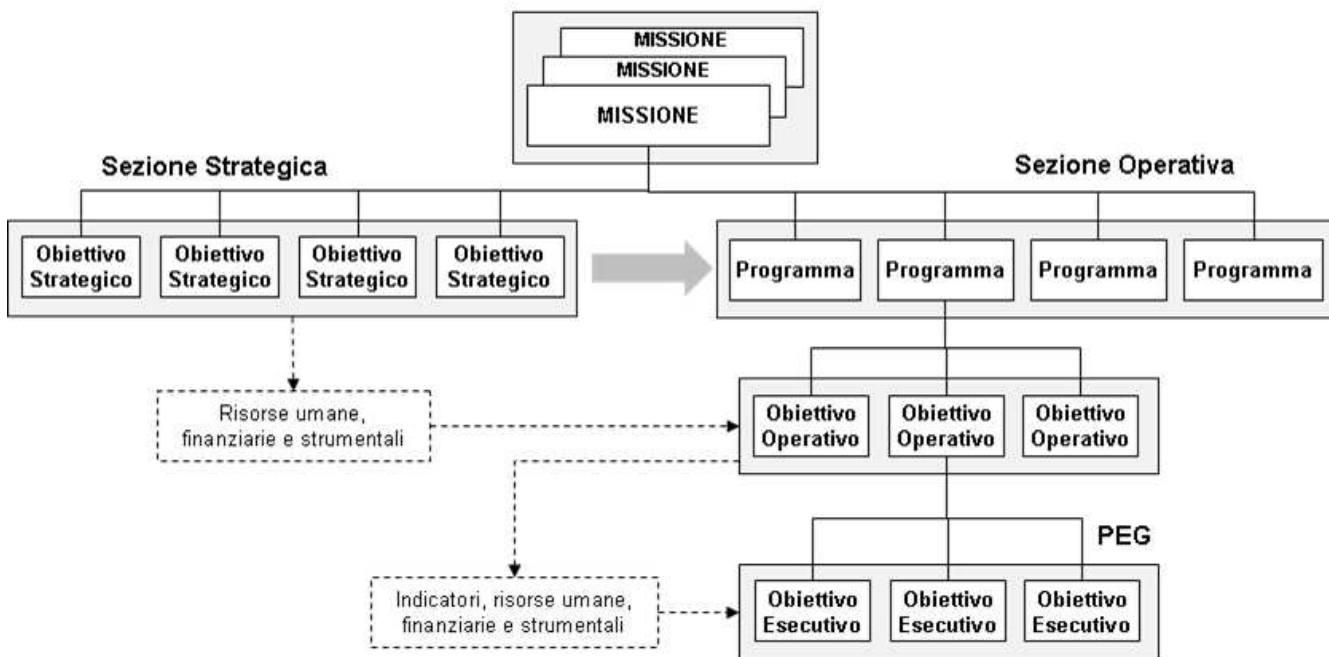 MISSIONE
MISSIONE
MISSIONE
Sezione Strategica
Sezione Operativa
Obiettivo
Strategico
Obiettivo
Strategico
Obiettivo
Strategico
Obiettivo
Strategico
Programma
Programma
Programma
Programma
Risorse umane,
finanziarie e strumentali
Obiettivo
Operativo
Obiettivo
Operativo
Obiettivo
Operativo
PEG
Indicatori, risorse umane,
finanziarie e strumentali
Obiettivo
Esecutivo
Obiettivo
Esecutivo
Obiettivo
Esecutivo